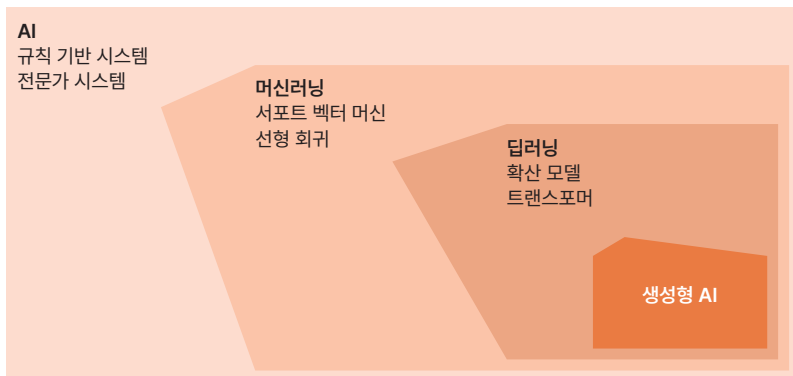 AI
규칙 기반 시스템
전문가 시스템
머신러닝
서포트 벡터 머신
선형 회귀
딥러닝
확산 모델
트랜스포머
생성형 AI